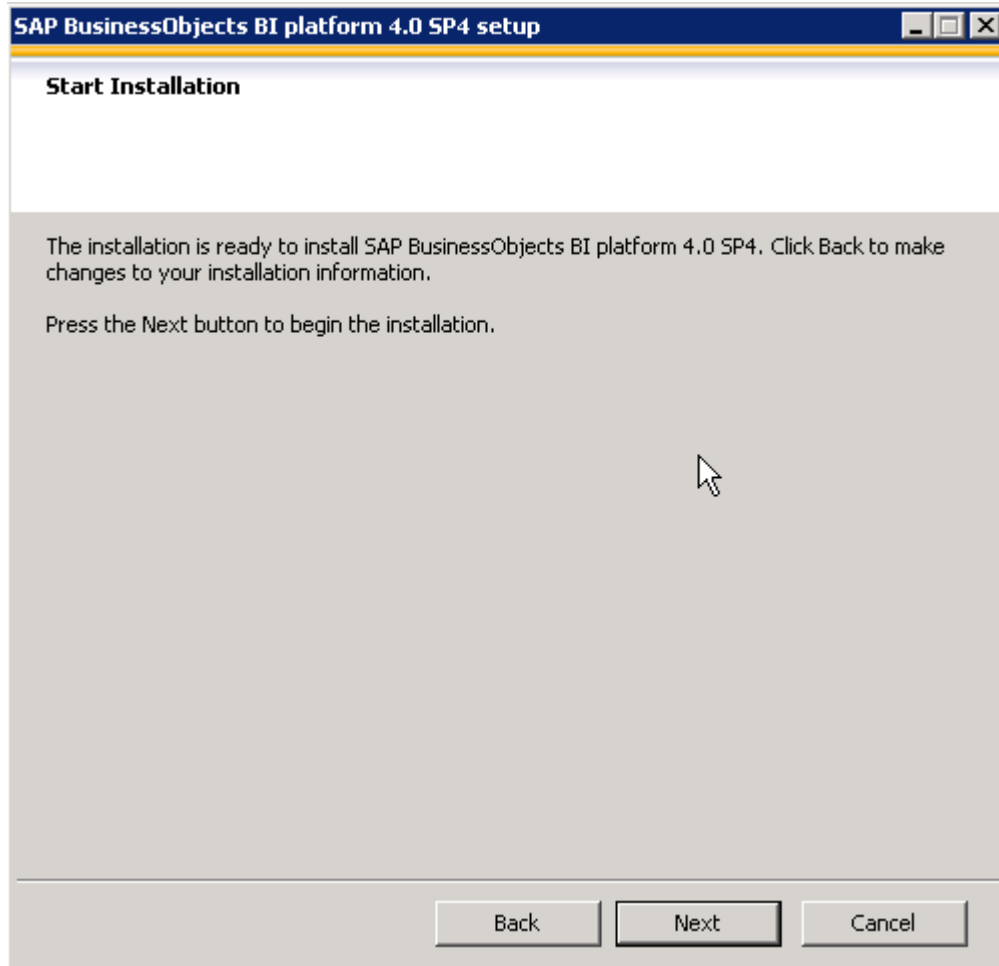 SAP BusinessObjects BI platform 4.0 SP4 setup
Start Installation
The installation is ready to install SAP BusinessObjects BI platform 4.0 SP4. Click Back to make
changes to your installation information.
Press the Next button to begin the installation.
Back Next Cancel